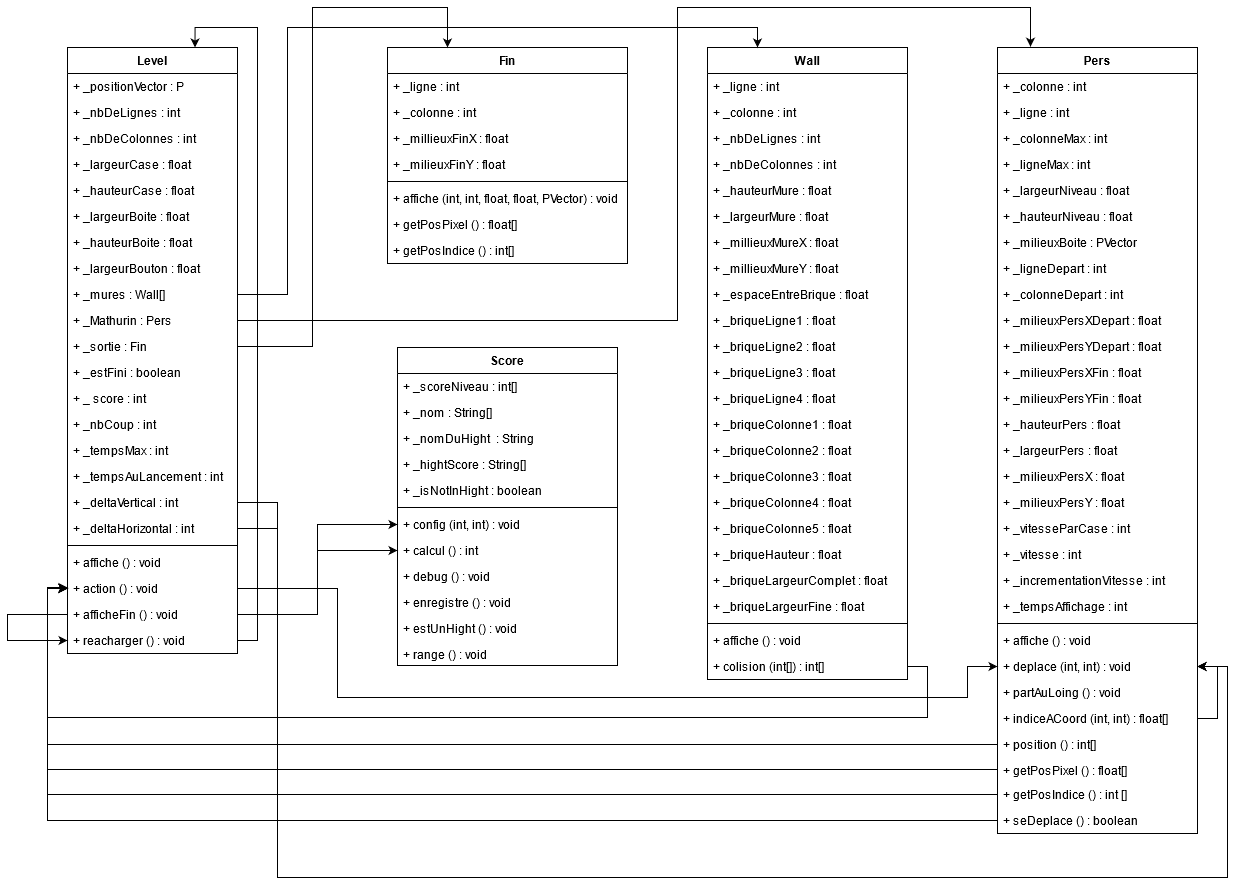 Level
+ _positionVector : P
+ _nbDeLignes : int
+ _nbDeColonnes : int
+ _largeurCase : float
+ _hauteurCase : float
+ _largeurBoite : float
+ _hauteurBoite : float
+ _largeurBouton : float
+ _mures : Wall[]
+ _Mathurin : Pers
+ _sortie : Fin
+ _estFini : boolean
+ _ score : int
+ _nbCoup : int
+ _tempsMax : int
+ _tempsAuLancement : int
+ _deltaVertical : int
+ _deltaHorizontal : int
+ affiche () : void
+ action () : void
+ afficheFin () : void
+ reacharger () : void
Fin
+ _ligne : int
+ _colonne : int
+ _millieuxFinX : float
+ _milieuxFinY : float
+ affiche (int, int, float, float, PVector) : void
+ getPosPixel () : float[]
+ getPosIndice () : int[]
Score
+ _scoreNiveau : int[]
+ _nom : String[]
+ _nomDuHight : String
+ _hightScore : String[]
+ _isNotInHight : boolean
+ config (int, int) : void
+ calcul () : int
+ debug () : void
+ enregistre () : void
+ estUnHight () : void
+ range () : void
Wall
+ _ligne : int
+ _colonne : int
+ _nbDeLignes : int
+ _nbDeColonnes : int
+ _hauteurMure : float
+ _largeurMure : float
+ _millieuxMureX : float
+ _millieuxMureY : float
+ _espaceEntreBrique : float
+ _briqueLigne1 : float
+ _briqueLigne2 : float
+ _briqueLigne3 : float
+ _briqueLigne4 : float
+ _briqueColonne1 : float
+ _briqueColonne2 : float
+ _briqueColonne3 : float
+ _briqueColonne4 : float
+ _briqueColonne5 : float
+ _briqueHauteur : float
+ _briqueLargeurComplet : float
+ _briqueLargeurFine : float
+ affiche () : void
+ colision (int[]) : int[]
Pers
+ _colonne : int
+ _ligne : int
+ _colonneMax : int
+ _ligneMax : int
+ _largeurNiveau : float
+ _hauteurNiveau : float
+ _milieuxBoite : PVector
+ _ligneDepart : int
+ _colonneDepart : int
+ _milieuxPersXDepart : float
+ _milieuxPersYDepart : float
+ _milieuxPersXFin : float
+ _milieuxPersYFin : float
+ _hauteurPers : float
+ _largeurPers : float
+ _milieuxPersX : float
+ _milieuxPersY : float
+ _vitesseParCase : int
+ _vitesse : int
+ _incrementationVitesse : int
+ _tempsAffichage : int
+ affiche () : void
+ deplace (int, int) : void
+ partAuLoing () : void
+ indiceACoord (int, int) : float[]
+ position () : int[]
+ getPosPixel () : float[]
+ getPosIndice () : int []
+ seDeplace () : boolean